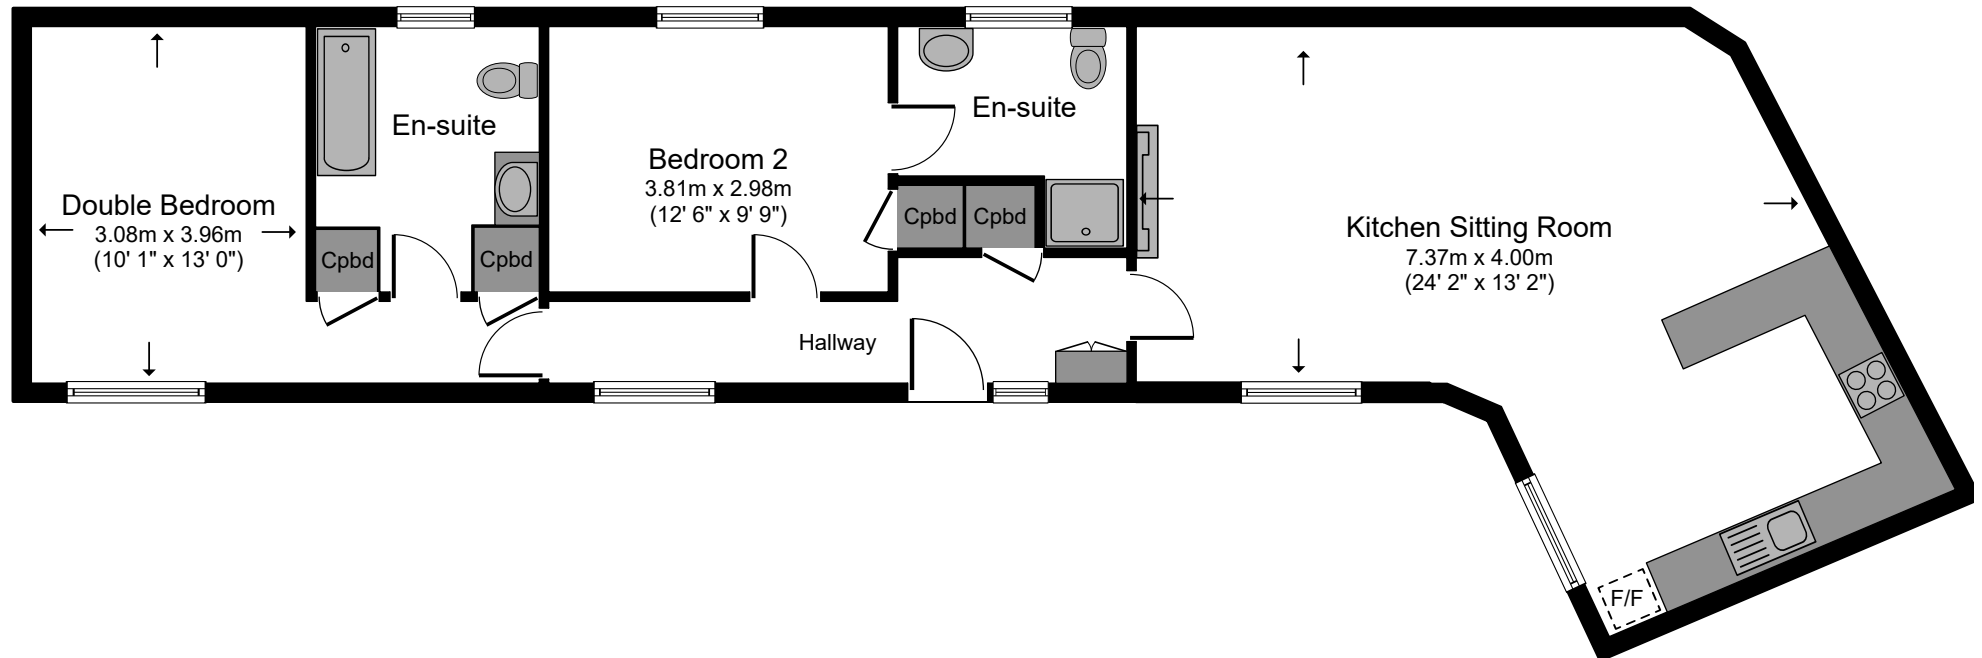 Double Bedroom
3.08m x 3.96m
(10' 1" x 13' 0")
En-suite
Cpbd
Cpbd
Bedroom 2
3.81m x 2.98m
(12' 6" x 9' 9")
En-suite
Cpbd
Cpbd
Hallway
Kitchen Sitting Room
7.37m x 4.00m
(24' 2" x 13' 2")
F/F